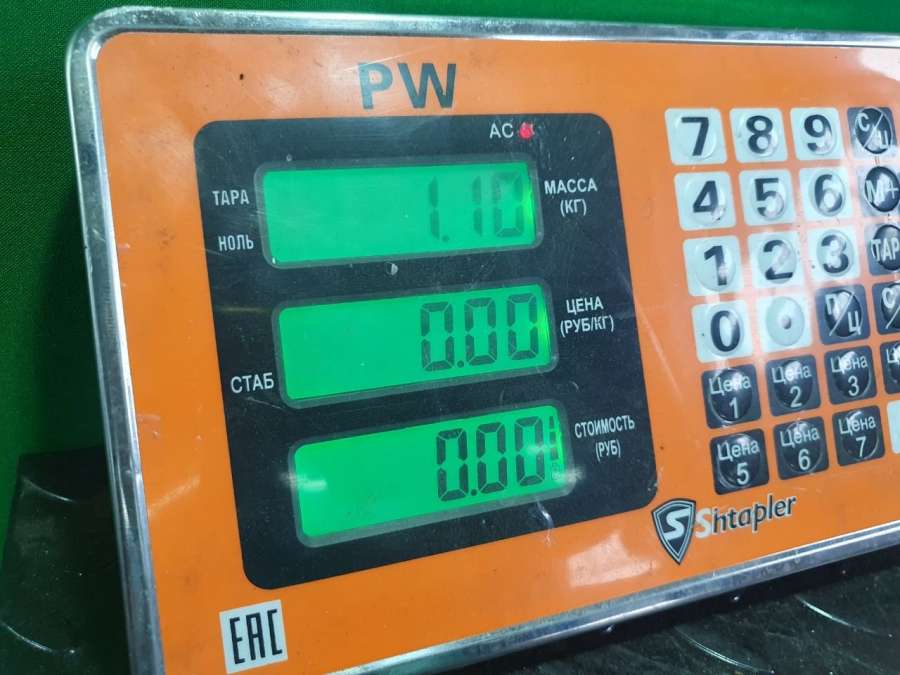 PW
AC
ТАРА
1.10
МАССА
(КГ)
НОЛЬ
0.00
ЦЕНА
(РУБ/КГ)
СТАБ
0.00
СТОИМОСТЬ
(РУБ)
7 8 9 С/Ц
4 5 6 М+
1 2 3 ТАР
0 .
Цена 1 Цена 2 Цена 3
Цена 5 Цена 6 Цена 7
S Shtapler
EAC